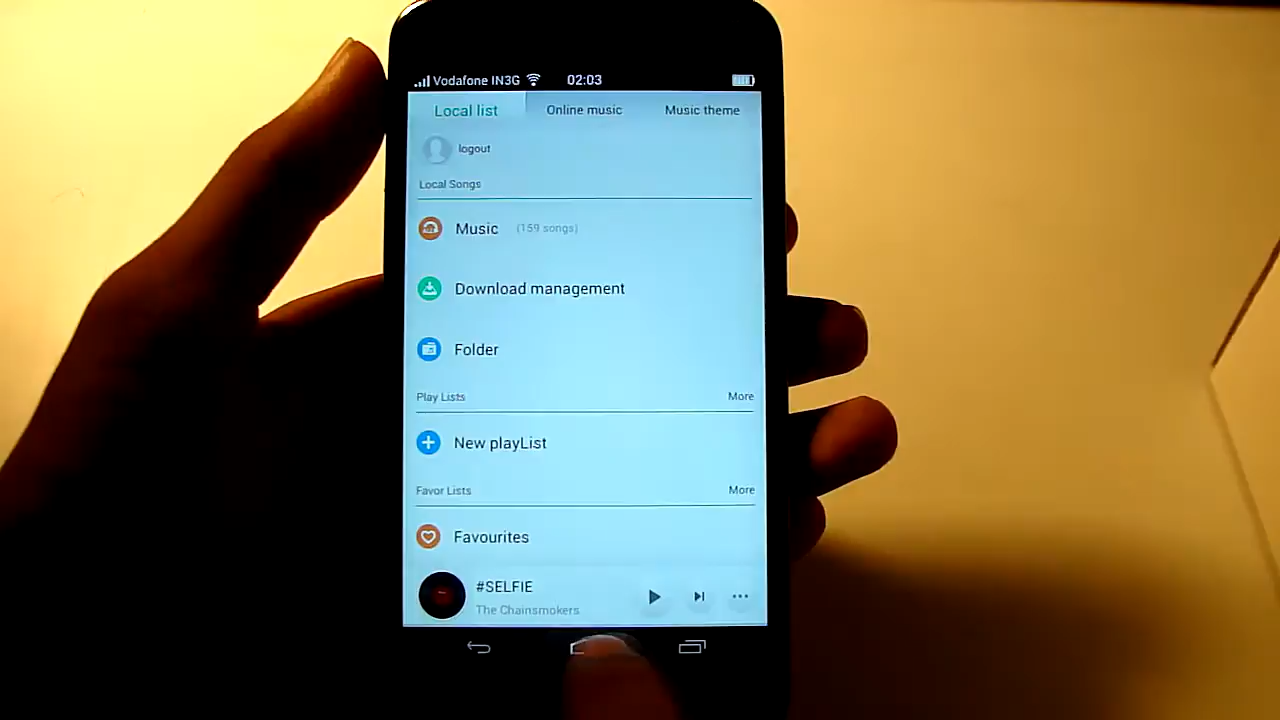 Vodafone IN3G 02:03
Local list Online music Music theme
logout
Local Songs
Music (159 songs)
Download management
Folder
Play Lists More
New playList
Favor Lists More
Favourites
#SELFIE
The Chainsmokers